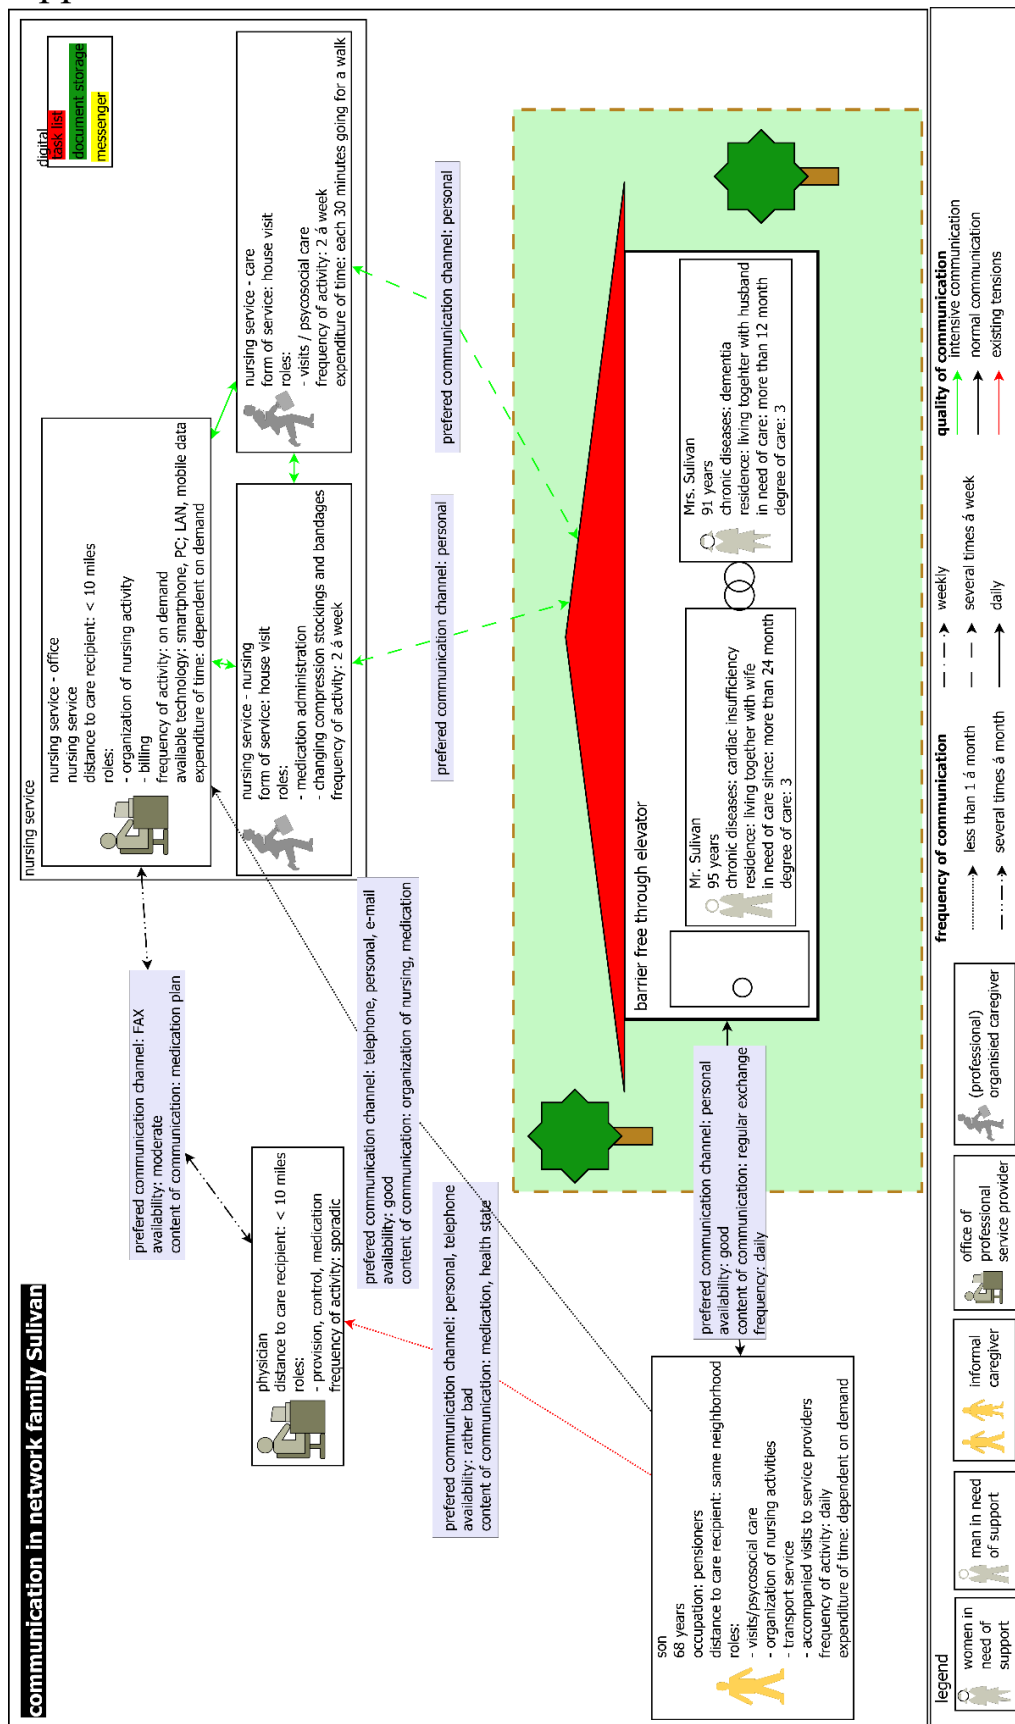 communication in network family Sulivan
nursing service
digital
task list
document storage
messenger
nursing service - office
nursing service
distance to care recipient: < 10 miles
roles:
- organization of nursing activity
- billing
frequency of activity: on demand
available technology: smartphone, PC; LAN, mobile data
expenditure of time: dependent on demand
nursing service - nursing
form of service: house visit
roles:
- medication administration
- changing compression stockings and bandages
frequency of activity: 2 á week
nursing service - care
form of service: house visit
roles:
- visits / psycosocial care
frequency of activity: 2 á week
expenditure of time: each 30 minutes going for a walk
prefered communication channel: FAX
availability: moderate
content of communication: medication plan
physician
distance to care recipient: < 10 miles
roles:
- provision, control, medication
frequency of activity: sporadic
prefered communication channel: telephone, personal, e-mail
availability: good
content of communication: organization of nursing, medication
prefered communication channel: personal, telephone
availability: rather bad
content of communication: medication, health state
prefered communication channel: personal
prefered communication channel: personal
son
68 years
occupation: pensioners
distance to care recipient: same neighborhood
roles:
- visits/psycosocial care
- organization of nursing activities
- transport service
- accompanied visits to service providers
frequency of activity: daily
expenditure of time: dependent on demand
prefered communication channel: personal
availability: good
content of communication: regular exchange
frequency: daily
barrier free through elevator
Mr. Sulivan
95 years
chronic diseases: cardiac insufficiency
residence: living together with wife
in need of care since: more than 24 month
degree of care: 3
Mrs. Sulivan
91 years
chronic diseases: dementia
residence: living togehter with husband
in need of care: more than 12 month
degree of care: 3
legend
women in
need of
support
man in need
of support
informal
caregiver
office of
professional
service provider
(professional)
organisied caregiver
frequency of communication
less than 1 á month
several times á month
weekly
several times á week
daily
quality of communication
intensive communication
normal communication
existing tensions